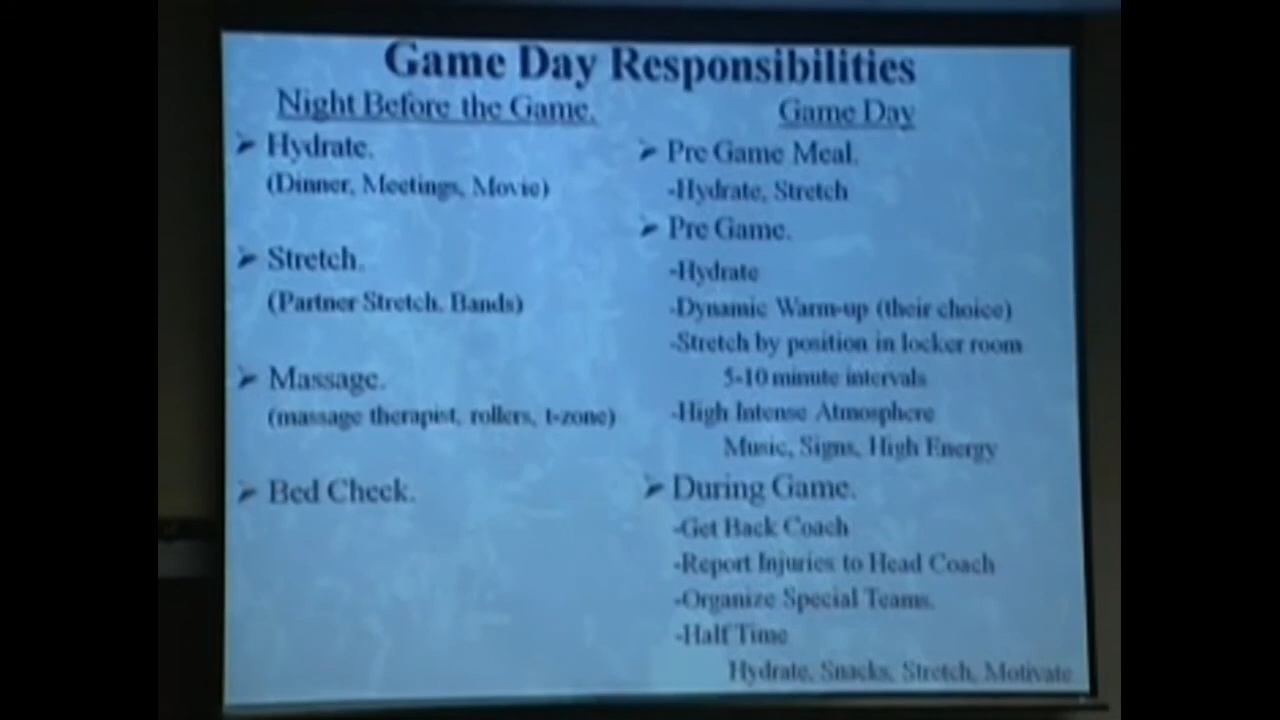 Game Day Responsibilities
Night Before the Game.
➢ Hydrate.
(Dinner, Meetings, Movie)
➢ Stretch.
(Partner Stretch. Bands)
➢ Massage.
(massage therapist, rollers, t-zone)
➢ Bed Check.
Game Day
➢ Pre Game Meal.
-Hydrate, Stretch
➢ Pre Game.
-Hydrate
-Dynamic Warm-up (their choice)
-Stretch by position in locker room
5-10 minute intervals
-High Intense Atmosphere
Music, Signs, High Energy
➢ During Game.
-Get Back Coach
-Report Injuries to Head Coach
-Organize Special Teams.
-Half Time
Hydrate, Snacks, Stretch, Motivate